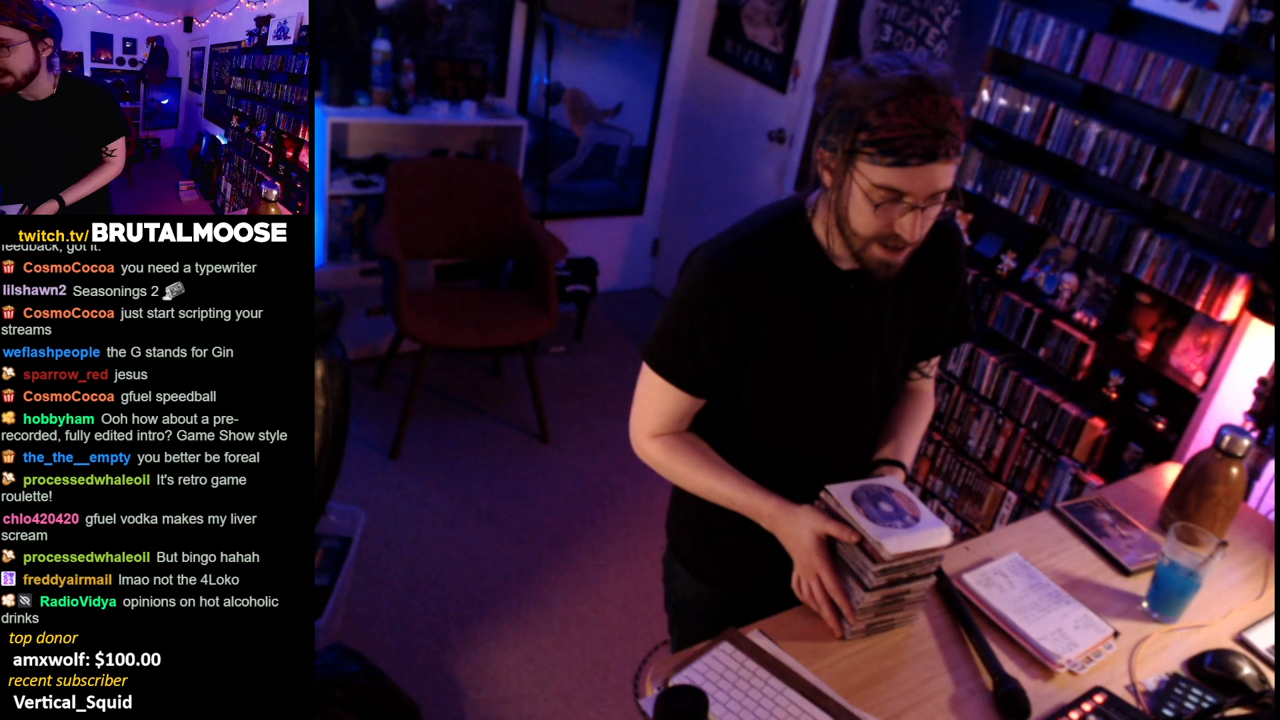 THEATER
3000
twitch.tv/BRUTALMOOSE
feedback, got it.
CosmoCocoa you need a typewriter
lilshawn2 Seasonings 2
CosmoCocoa just start scripting your
streams
weflashpeople the G stands for Gin
sparrow_red jesus
CosmoCocoa gfuel speedball
hobbyham Ooh how about a pre-
recorded, fully edited intro? Game Show style
the_the__empty you better be foreal
processedwhaleoil It's retro game
roulette!
chlo420420 gfuel vodka makes my liver
scream
processedwhaleoil But bingo hahah
freddyairmail lmao not the 4Loko
RadioVidya opinions on hot alcoholic
drinks
top donor
amxwolf: $100.00
recent subscriber
Vertical_Squid